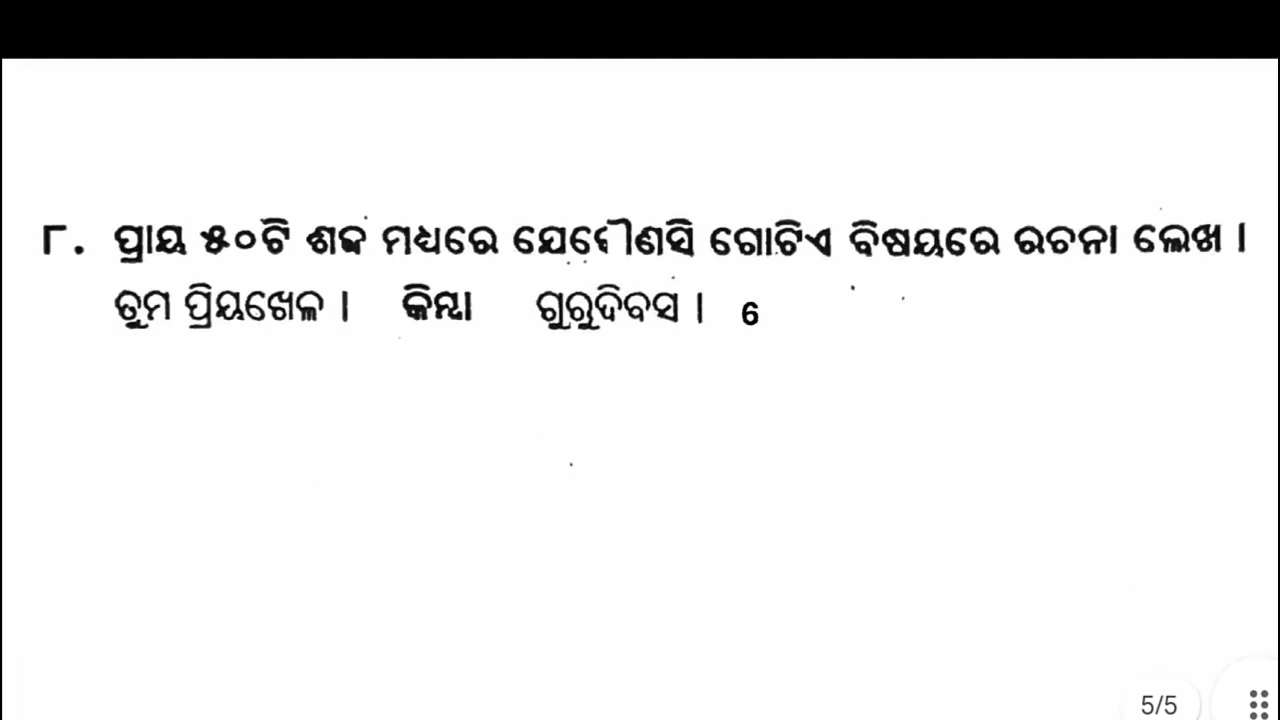 ୮. ପ୍ରାୟ ୫୦ଟି ଶବ୍ଦ ମଧ୍ୟରେ ଯେକୌଣସି ଗୋଟିଏ ବିଷୟରେ ରଚନା ଲେଖ ।
ତୁମ ପ୍ରିୟଖେଳ । କିମ୍ବା ଗୁରୁଦିବସ । 6
5/5